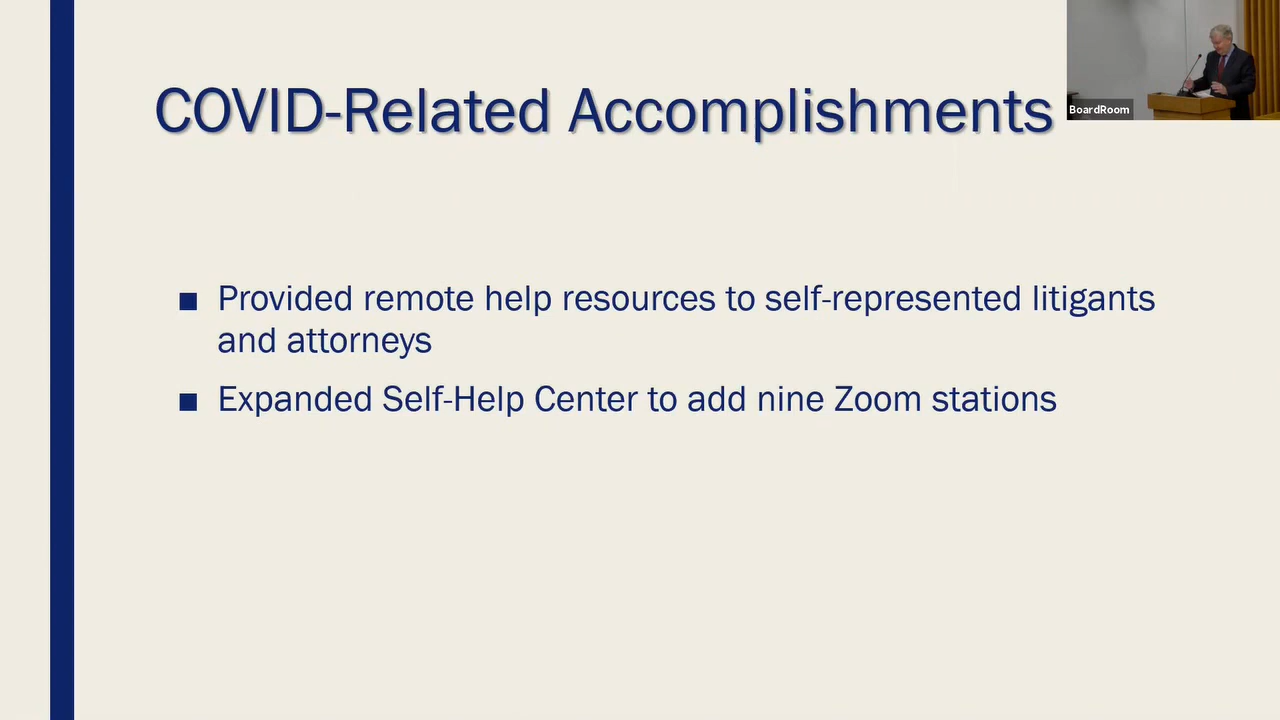 COVID-Related Accomplishments
BoardRoom
■ Provided remote help resources to self-represented litigants
and attorneys
■ Expanded Self-Help Center to add nine Zoom stations